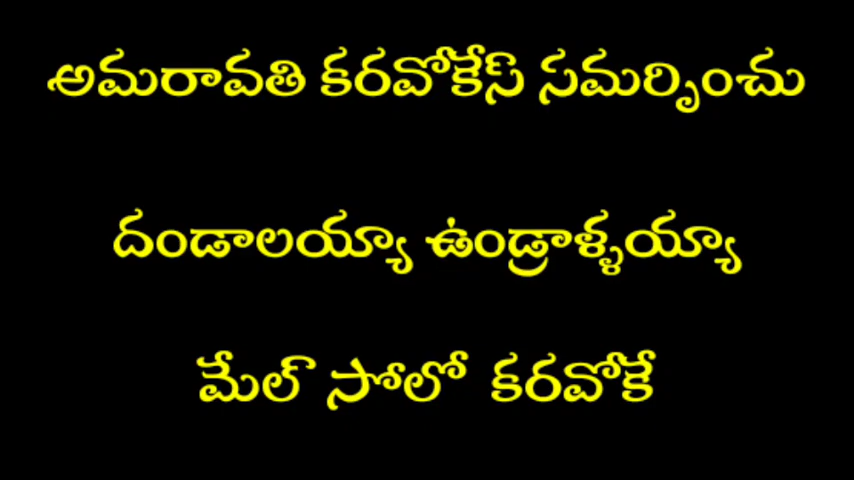 అమరావతి కరవోకేస్ సమర్పించు
దండాలయ్యా ఉండ్రాళ్ళయ్యా
మేల్ సోలో కరవోకే